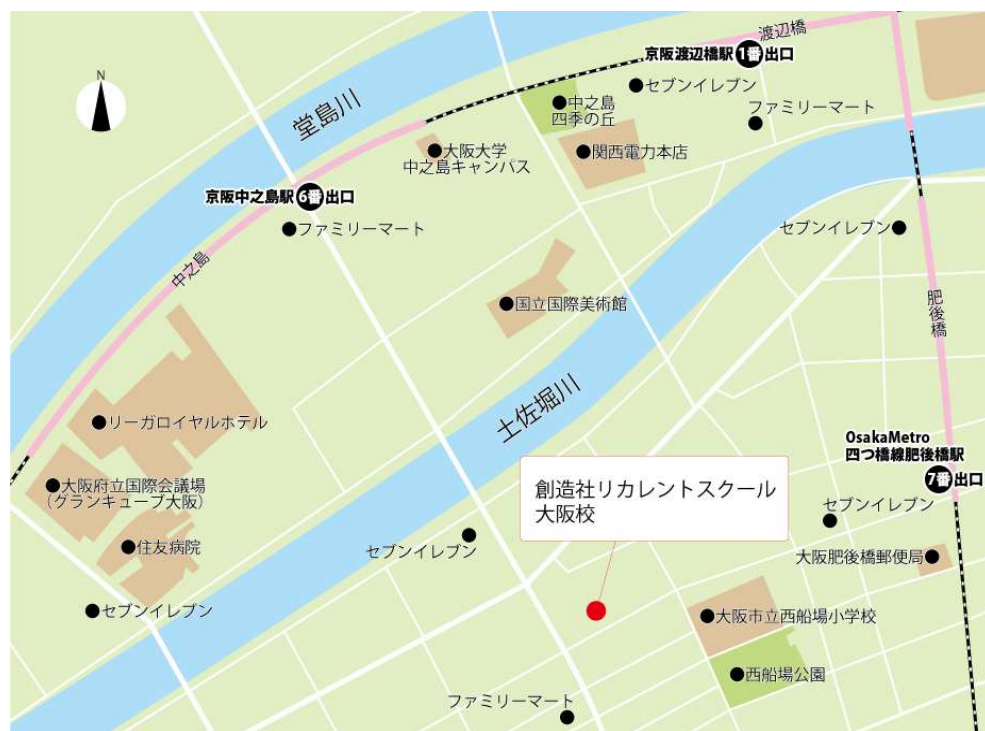 渡辺橋
京阪渡辺橋駅 1番 出口
N
セブンイレブン
中之島
四季の丘
ファミリーマート
堂島川
大阪大学
中之島キャンパス
関西電力本店
京阪中之島駅 6番 出口
ファミリーマート
セブンイレブン
中之島
国立国際美術館
肥後橋
土佐堀川
リーガロイヤルホテル
OsakaMetro
四つ橋線肥後橋駅
7番 出口
大阪府立国際会議場
(グランキューブ大阪)
創造社リカレントスクール
大阪校
セブンイレブン
住友病院
セブンイレブン
大阪肥後橋郵便局
セブンイレブン
大阪市立西船場小学校
西船場公園
ファミリーマート